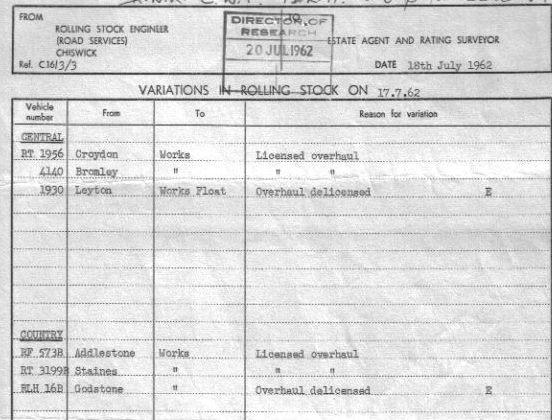 FROM
ROLLING STOCK ENGINEER
(ROAD SERVICES)
CHISWICK
Ref. C16/3/3
TO
DIRECTOR OF
RESEARCH
20 JUL 1962
ESTATE AGENT AND RATING SURVEYOR
DATE 18th July 1962
VARIATIONS IN ROLLING STOCK ON 17.7.62
Vehicle number From To Reason for variation
CENTRAL
RT 1956 Croydon Works Licensed overhaul
4140 Bromley " " "
1930 Leyton Works Float Overhaul delicensed E
COUNTRY
RF 573B Addlestone Works Licensed overhaul
RT 3199B Staines " " "
RLH 16B Godstone " Overhaul delicensed E